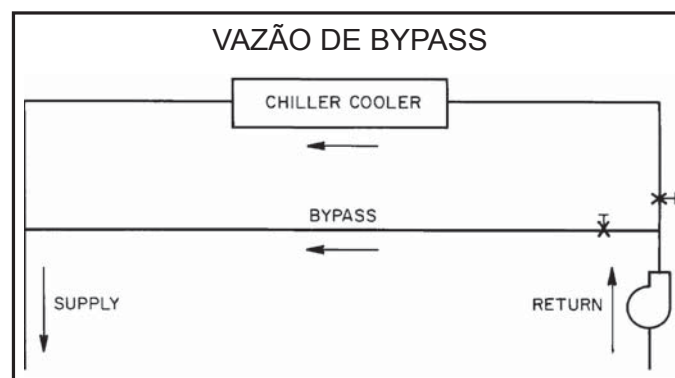 VAZÃO DE BYPASS
CHILLER COOLER
BYPASS
SUPPLY
RETURN